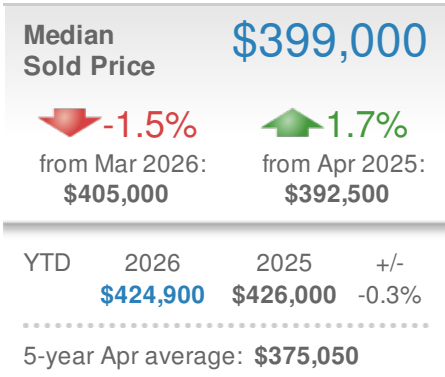 Median
Sold Price
$399,000
-1.5%
from Mar 2026:
$405,000
1.7%
from Apr 2025:
$392,500
YTD 2026 2025 +/-
$424,900 $426,000 -0.3%
5-year Apr average: $375,050